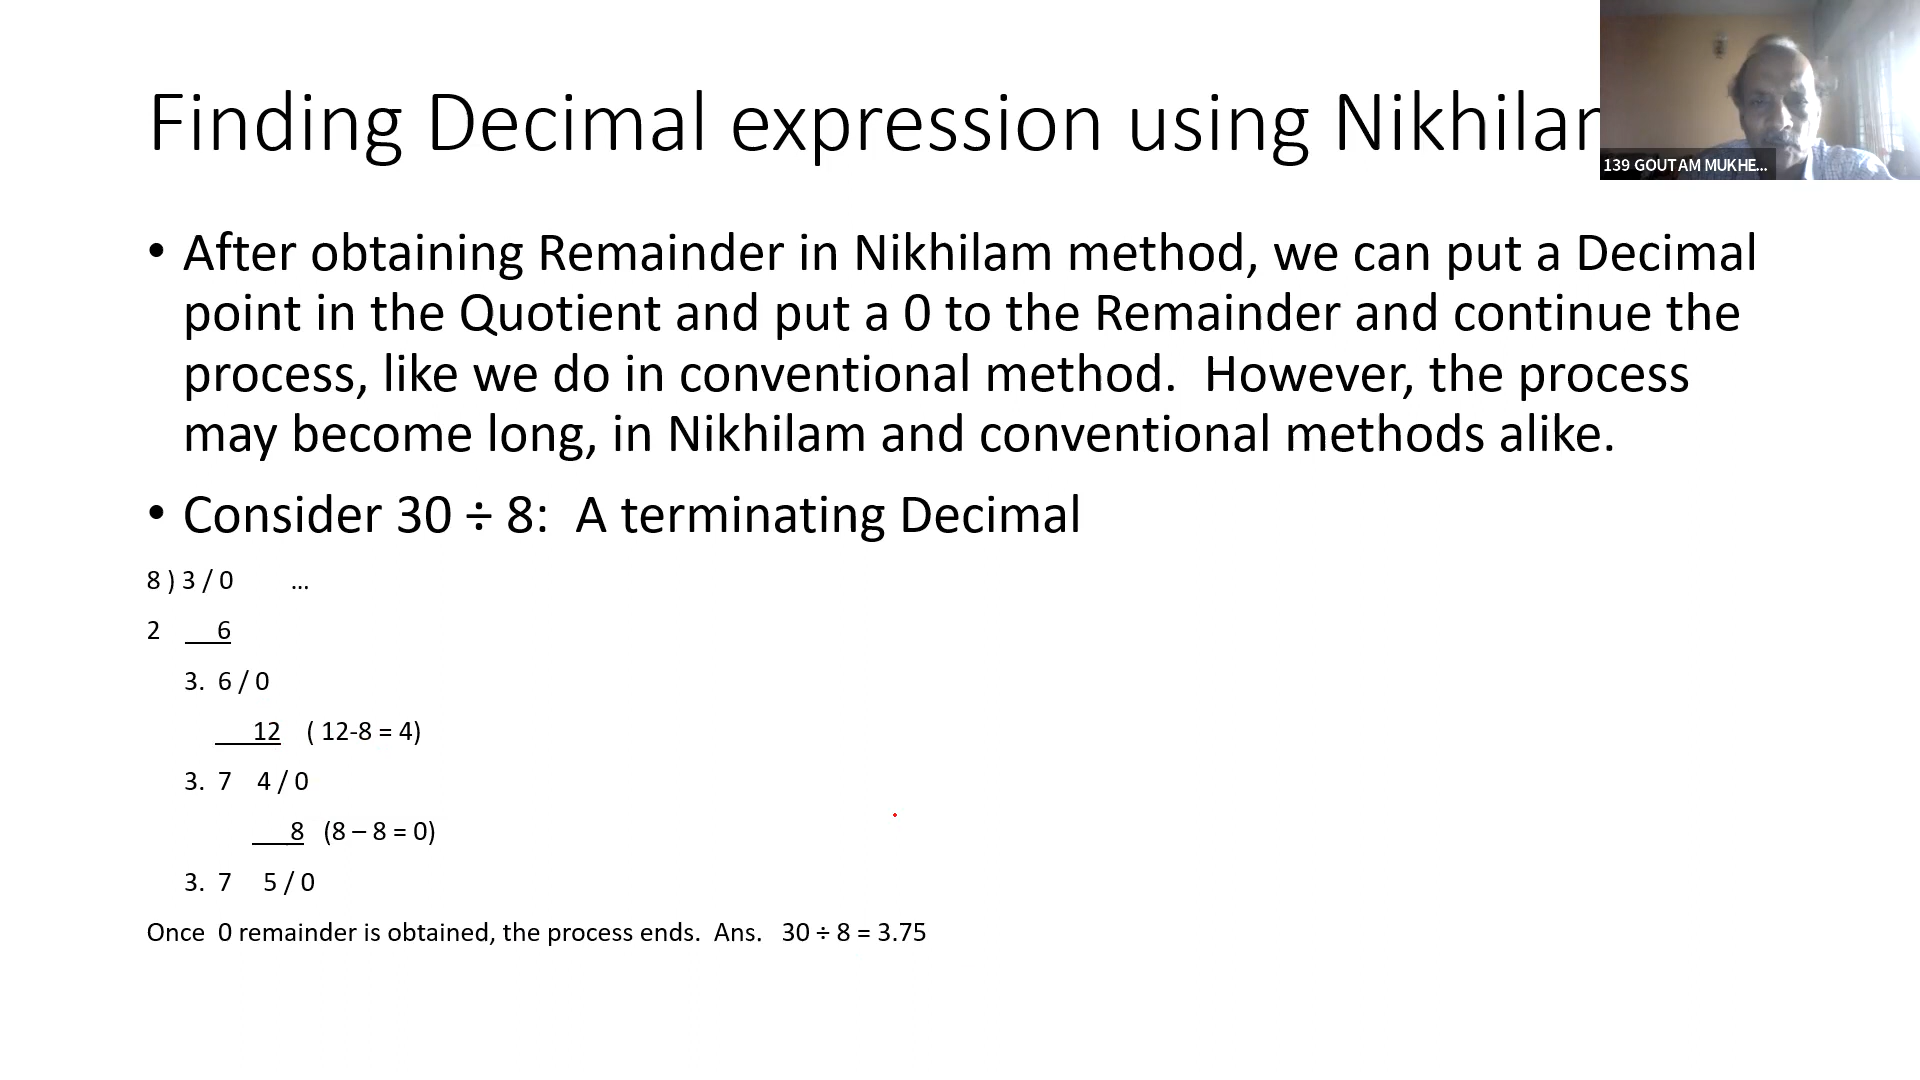 Finding Decimal expression using Nikhilam
139 GOUTAM MUKHE...
• After obtaining Remainder in Nikhilam method, we can put a Decimal
point in the Quotient and put a 0 to the Remainder and continue the
process, like we do in conventional method. However, the process
may become long, in Nikhilam and conventional methods alike.
• Consider 30 ÷ 8: A terminating Decimal
8 ) 3 / 0 ...
2 6
3. 6 / 0
12 ( 12-8 = 4)
3. 7 4 / 0
8 (8 – 8 = 0)
3. 7 5 / 0
Once 0 remainder is obtained, the process ends. Ans. 30 ÷ 8 = 3.75